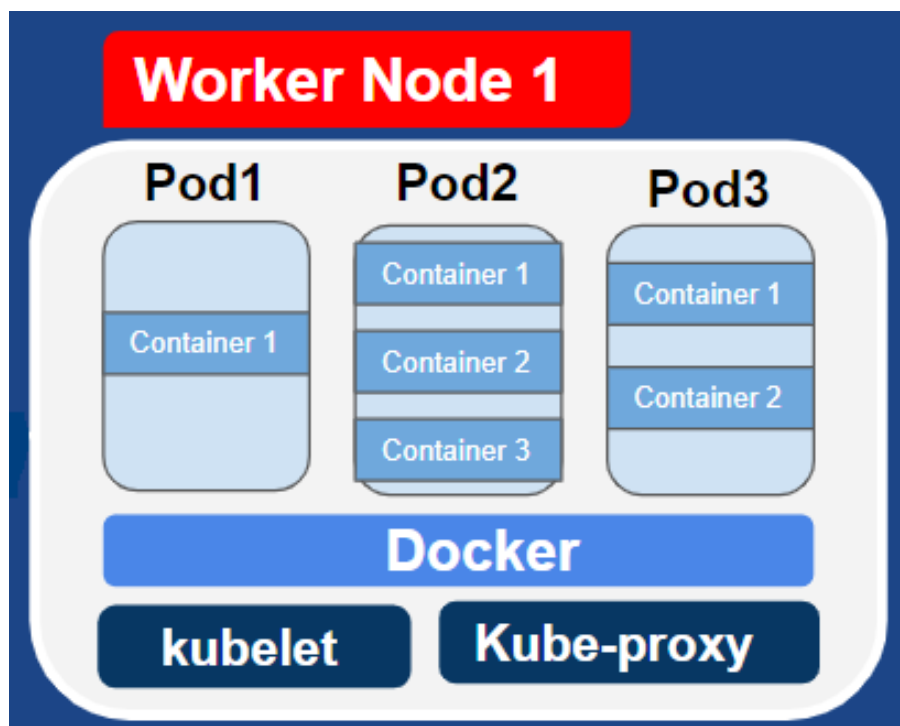 Worker Node 1
Pod1
Pod2
Pod3
Container 1
Container 1
Container 2
Container 3
Container 1
Container 2
Docker
kubelet
Kube-proxy